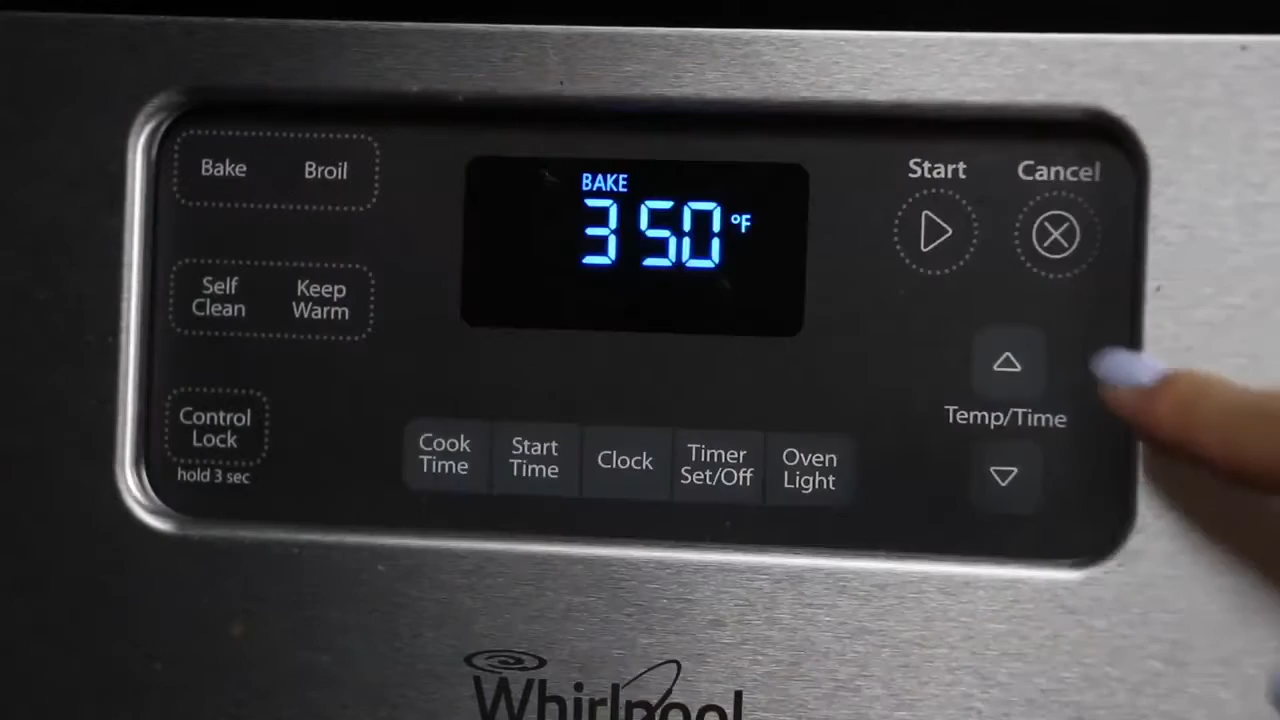 Bake Broil
Self Clean
Keep Warm
Control Lock
hold 3 sec
BAKE
350 °F
Start
Cancel
Temp/Time
Cook Time
Start Time
Clock
Timer Set/Off
Oven Light
Whirlpool